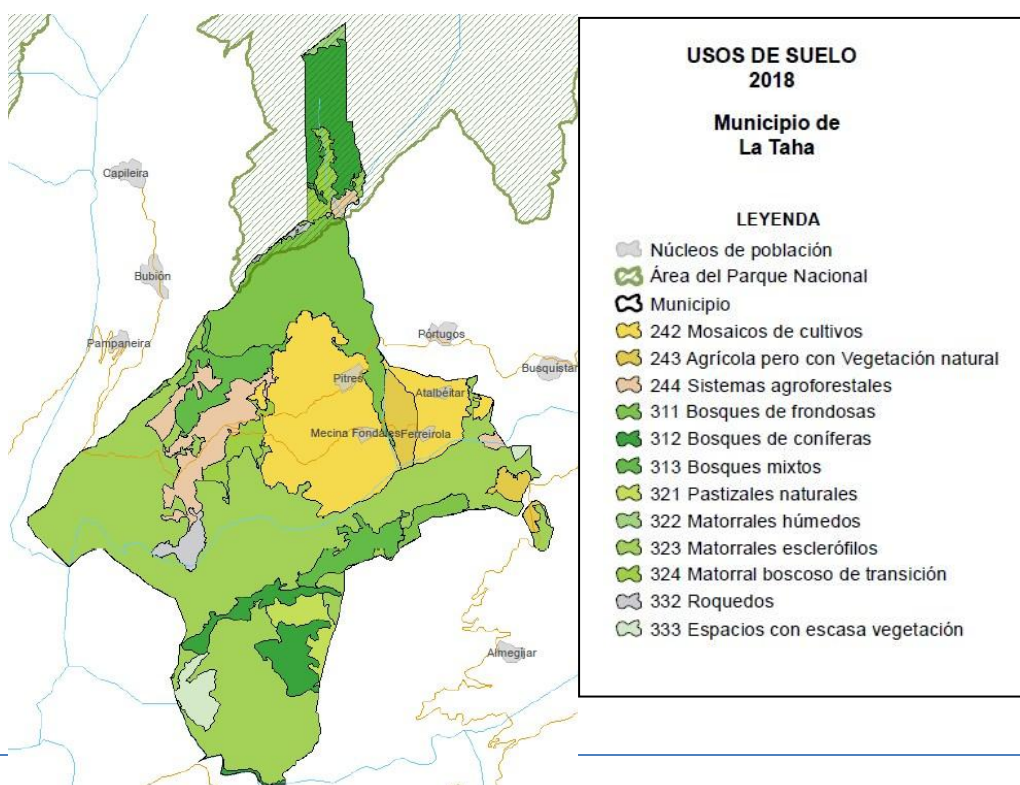 Capileira
Bubión
Pampaneira
Pórtugos
Busquístar
Pitres
Atalbéitar
Mecina Fondales
Ferreirola
Almegíjar
USOS DE SUELO
2018
Municipio de
La Taha
LEYENDA
Núcleos de población
Área del Parque Nacional
Municipio
242 Mosaicos de cultivos
243 Agrícola pero con Vegetación natural
244 Sistemas agroforestales
311 Bosques de frondosas
312 Bosques de coníferas
313 Bosques mixtos
321 Pastizales naturales
322 Matorrales húmedos
323 Matorrales esclerófilos
324 Matorral boscoso de transición
332 Roquedos
333 Espacios con escasa vegetación